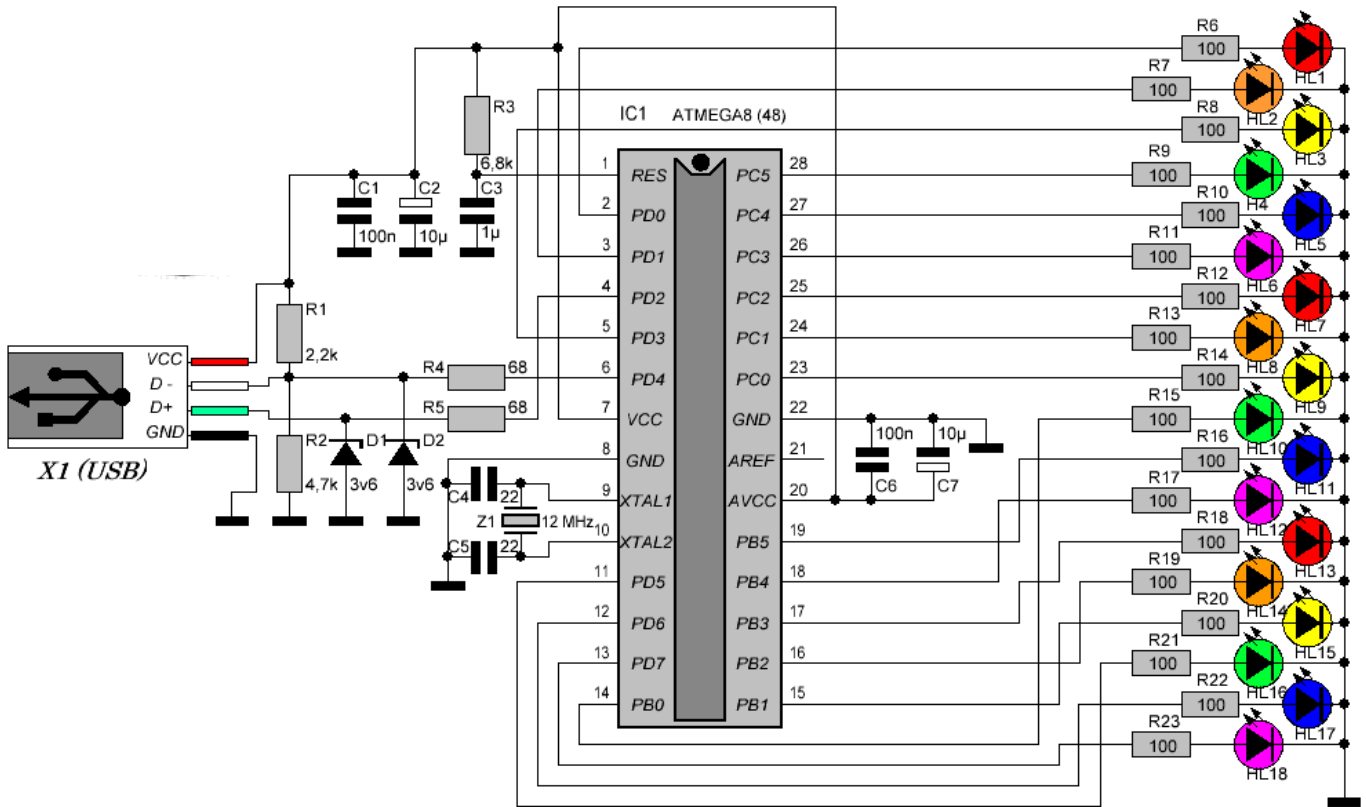 R6
100
HL1
R7
100
HL2
R8
100
HL3
R9
100
H4
R10
100
HL5
R11
100
HL6
R12
100
HL7
R13
100
HL8
R14
100
HL9
R15
100
HL10
R16
100
HL11
R17
100
HL12
R18
100
HL13
R19
100
HL14
R20
100
HL15
R21
100
HL16
R22
100
HL17
R23
100
HL18
R3
6,8k
C1
100n
C2
10µ
C3
1µ
IC1 ATMEGA8 (48)
1 RES PC5 28
2 PD0 PC4 27
3 PD1 PC3 26
4 PD2 PC2 25
5 PD3 PC1 24
6 PD4 PC0 23
7 VCC GND 22
8 GND AREF 21
9 XTAL1 AVCC 20
10 XTAL2 PB5 19
11 PD5 PB4 18
12 PD6 PB3 17
13 PD7 PB2 16
14 PB0 PB1 15
R1
2,2k
R4 68
R5 68
VCC
D -
D+
GND
X1 (USB)
R2
4,7k
D1
3v6
D2
3v6
C4 22
Z1 12 MHz
C5 22
100n
C6
10µ
C7